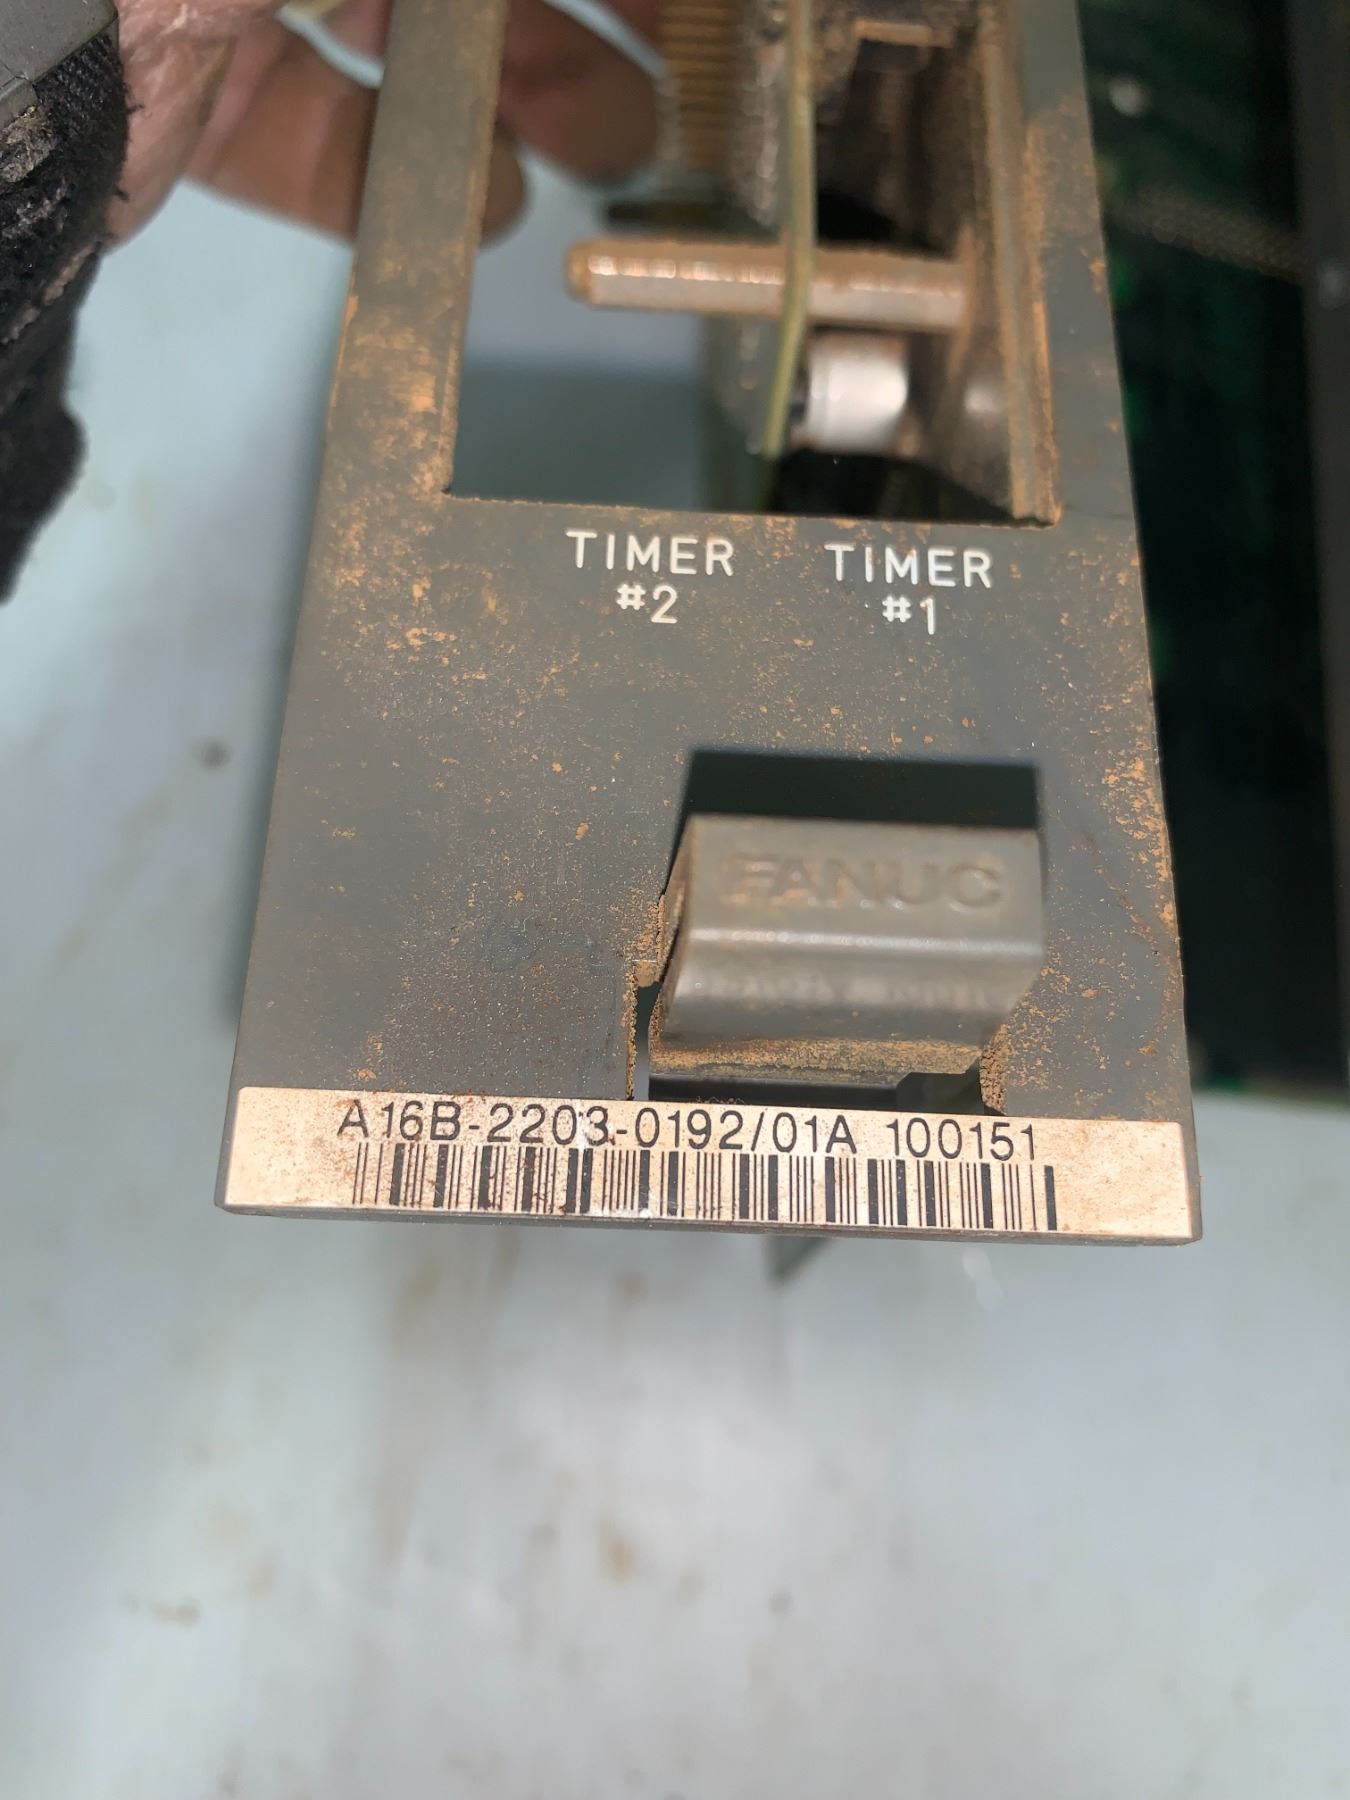 TIMER TIMER
#2 #1
FANUC
A16B-2203-0192/01A 100151